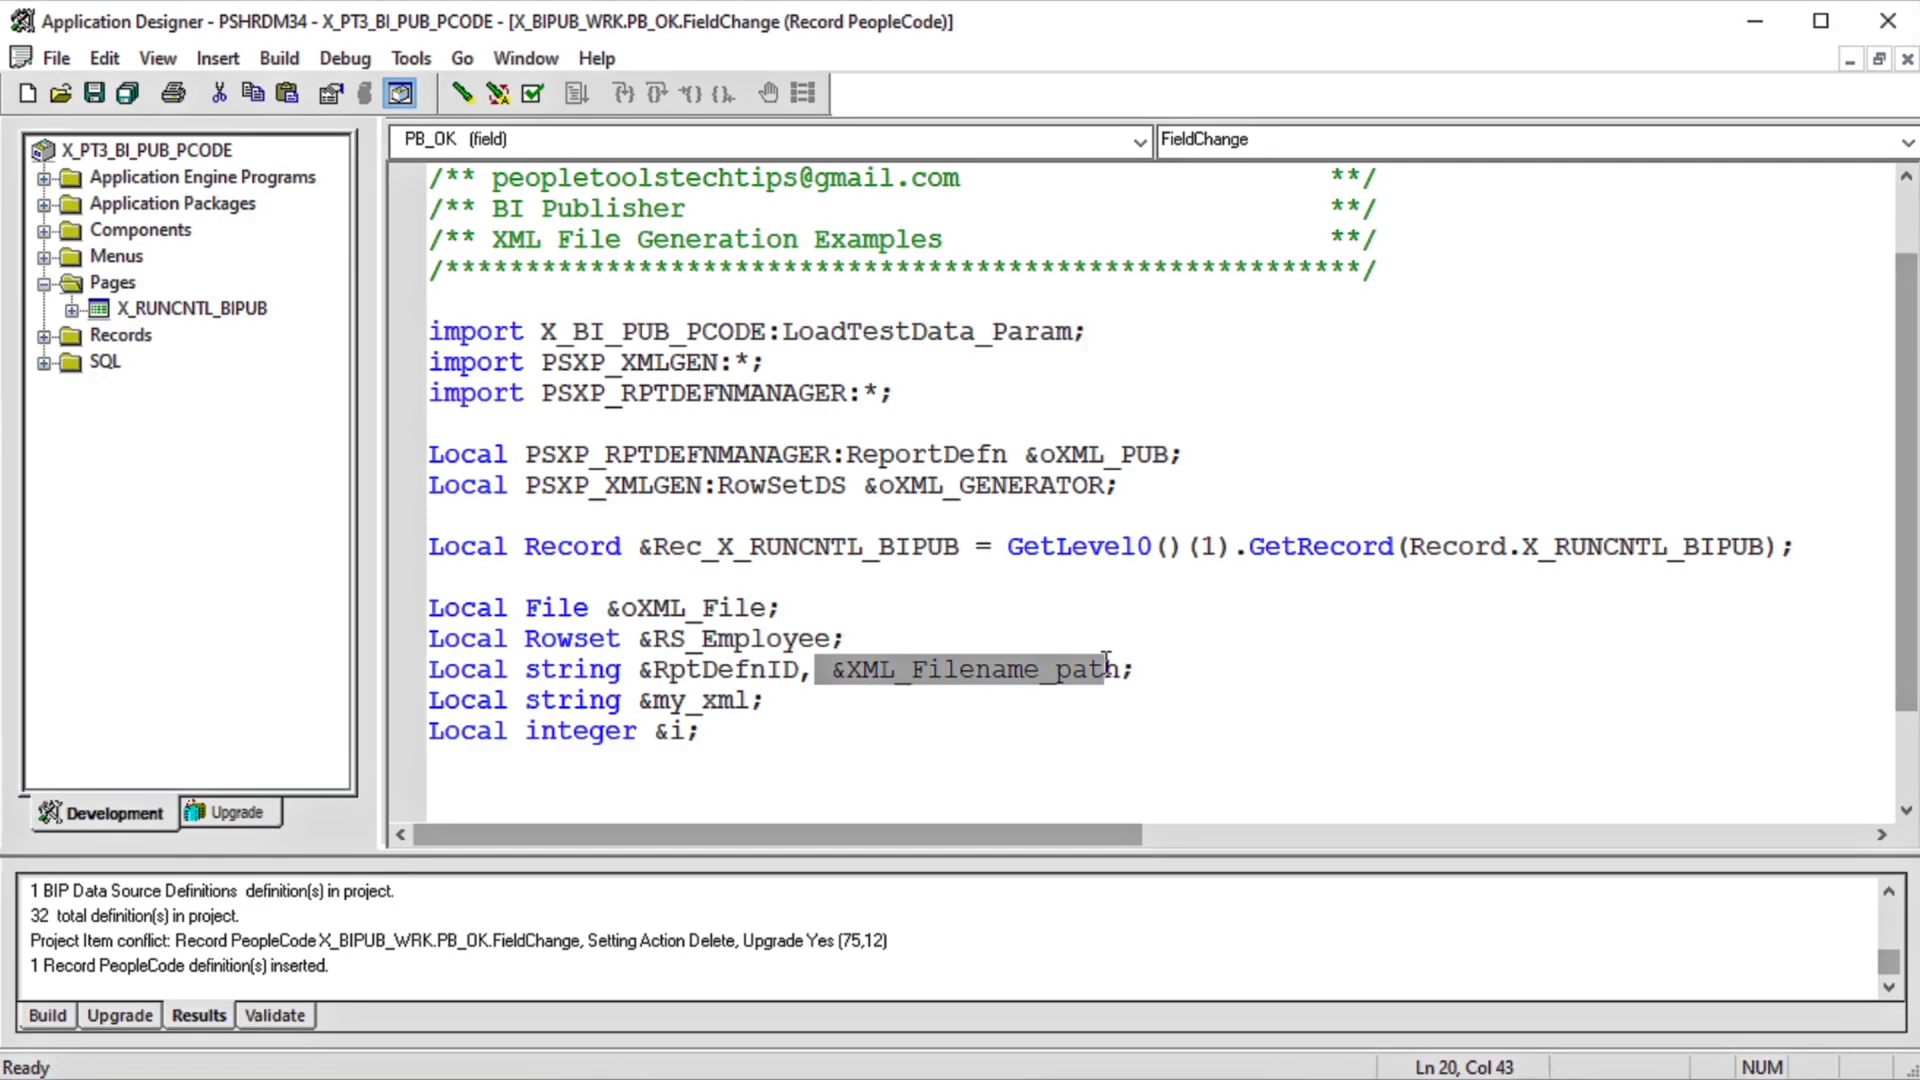 Application Designer - PSHRDM34 - X_PT3_BI_PUB_PCODE - [X_BIPUB_WRK.PB_OK.FieldChange (Record PeopleCode)]
File Edit View Insert Build Debug Tools Go Window Help
X_PT3_BI_PUB_PCODE
Application Engine Programs
Application Packages
Components
Menus
Pages
X_RUNCNTL_BIPUB
Records
SQL
Development Upgrade
PB_OK (field) FieldChange
/** peopletoolstechtips@gmail.com **/
/** BI Publisher **/
/** XML File Generation Examples **/
/*********************************************************/
import X_BI_PUB_PCODE:LoadTestData_Param;
import PSXP_XMLGEN:*;
import PSXP_RPTDEFNMANAGER:*;
Local PSXP_RPTDEFNMANAGER:ReportDefn &oXML_PUB;
Local PSXP_XMLGEN:RowSetDS &oXML_GENERATOR;
Local Record &Rec_X_RUNCNTL_BIPUB = GetLevel0()(1).GetRecord(Record.X_RUNCNTL_BIPUB);
Local File &oXML_File;
Local Rowset &RS_Employee;
Local string &RptDefnID, &XML_Filename_path;
Local string &my_xml;
Local integer &i;
1 BIP Data Source Definitions definition(s) in project.
32 total definition(s) in project.
Project Item conflict: Record PeopleCode X_BIPUB_WRK.PB_OK.FieldChange, Setting Action Delete, Upgrade Yes (75,12)
1 Record PeopleCode definition(s) inserted.
Build Upgrade Results Validate
Ready Ln 20, Col 43 NUM